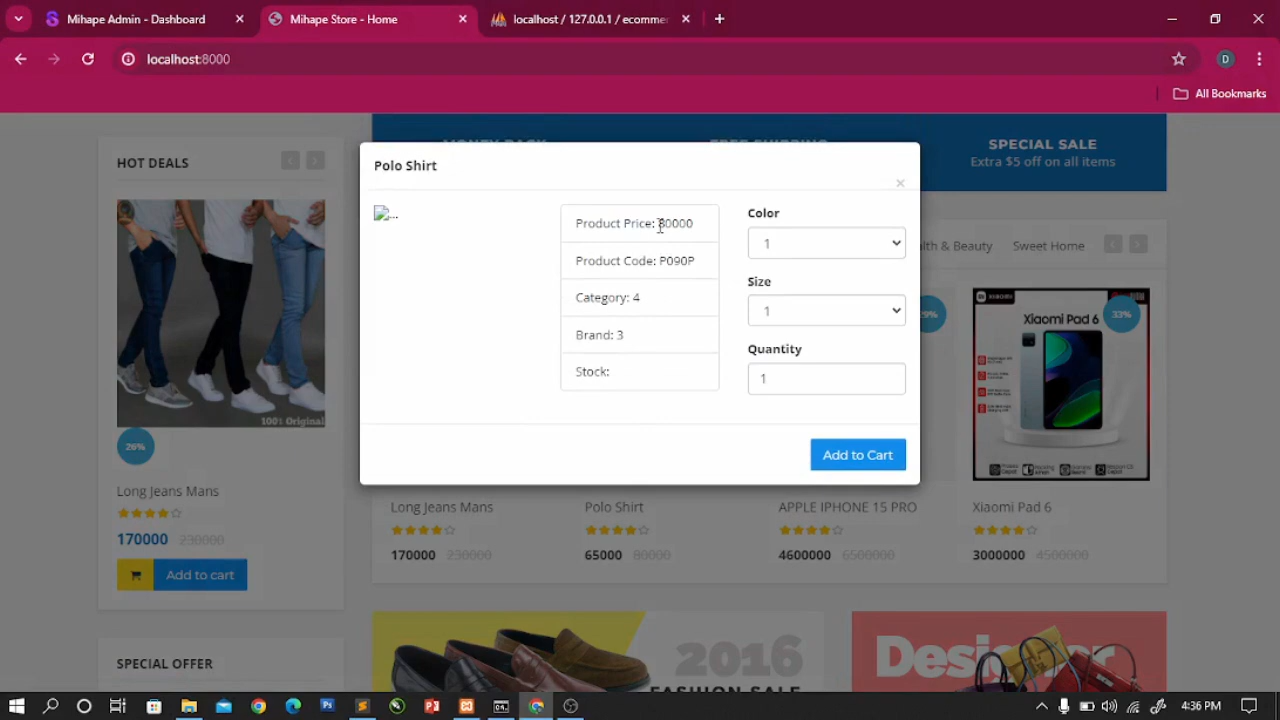 Mihape Admin - Dashboard
Mihape Store - Home
localhost / 127.0.0.1 / ecomme
localhost:8000
D
All Bookmarks
HOT DEALS
SPECIAL SALE
Extra $5 off on all items
Polo Shirt
×
Product Price: 80000
Product Code: P090P
Category: 4
Brand: 3
Stock:
Color
1
Size
1
Quantity
1
Add to Cart
& Beauty
Sweet Home
100% Original
26%
Long Jeans Mans
170000 230000
Add to cart
Xiaomi Pad 6
33%
Long Jeans Mans
170000 230000
Polo Shirt
65000 80000
APPLE IPHONE 15 PRO
4600000 6500000
Xiaomi Pad 6
3000000 4500000
SPECIAL OFFER
2016
FASHION SALE
Designer
4:36 PM